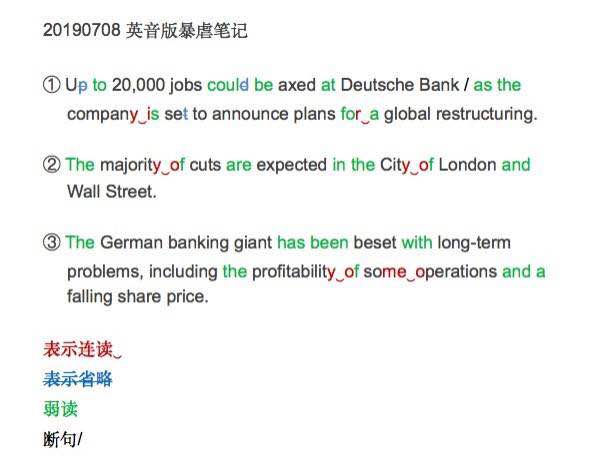 20190708 英音版暴虐笔记
① Up to 20,000 jobs could be axed at Deutsche Bank / as the
company‿is set to announce plans for‿a global restructuring.
② The majority‿of cuts are expected in the City‿of London and
Wall Street.
③ The German banking giant has been beset with long-term
problems, including the profitability‿of some‿operations and a
falling share price.
表示连读‿
表示省略
弱读
断句/